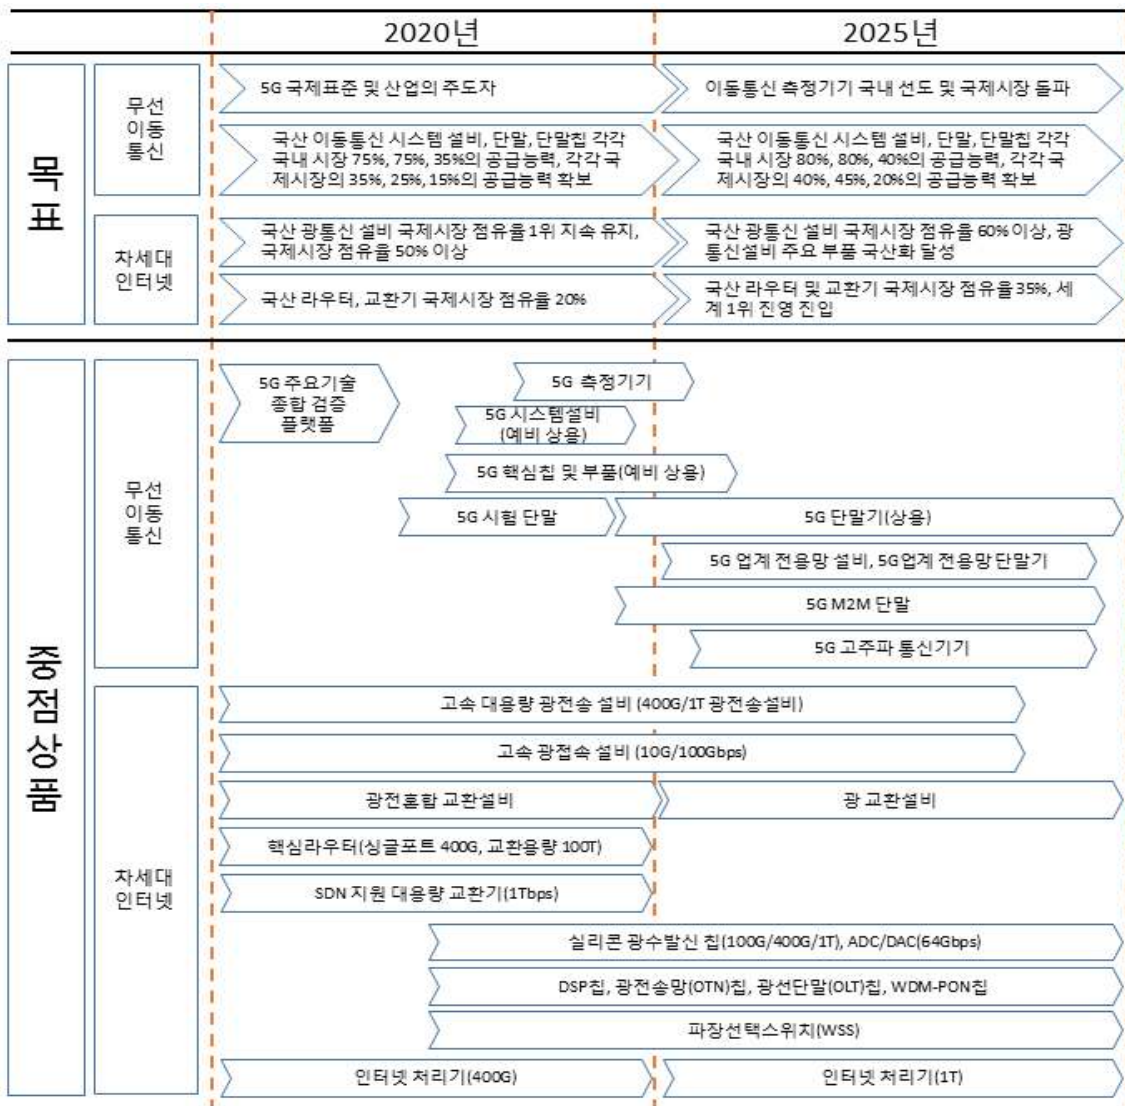 2020년
2025년
목표
무선
이동
통신
5G 국제표준 및 산업의 주도자
이동통신 측정기기 국내 선도 및 국제시장 돌파
국산 이동통신 시스템 설비, 단말, 단말칩 각각
국내 시장 75%, 75%, 35%의 공급능력, 각각 국
제시장의 35%, 25%, 15%의 공급능력 확보
국산 이동통신 시스템 설비, 단말, 단말칩 각각
국내 시장 80%, 80%, 40%의 공급능력, 각각 국
제시장의 40%, 45%, 20%의 공급능력 확보
차세대
인터넷
국산 광통신 설비 국제시장 점유율 1위 지속 유지,
국제시장 점유율 50% 이상
국산 광통신 설비 국제시장 점유율 60% 이상, 광
통신설비 주요 부품 국산화 달성
국산 라우터, 교환기 국제시장 점유율 20%
국산 라우터 및 교환기 국제시장 점유율 35%, 세
계 1위 진영 진입
중점상품
무선
이동
통신
5G 주요기술
종합 검증
플랫폼
5G 측정기기
5G 시스템설비
(예비 상용)
5G 핵심칩 및 부품(예비 상용)
5G 시험 단말
5G 단말기(상용)
5G 업계 전용망 설비, 5G업계 전용망 단말기
5G M2M 단말
5G 고주파 통신기기
차세대
인터넷
고속 대용량 광전송 설비 (400G/1T 광전송설비)
고속 광접속 설비 (10G/100Gbps)
광전혼합 교환설비
광 교환설비
핵심라우터(싱글포트 400G, 교환용량 100T)
SDN 지원 대용량 교환기(1Tbps)
실리콘 광수발신 칩(100G/400G/1T), ADC/DAC(64Gbps)
DSP칩, 광전송망(OTN)칩, 광선단말(OLT)칩, WDM-PON칩
파장선택스위치(WSS)
인터넷 처리기(400G)
인터넷 처리기(1T)